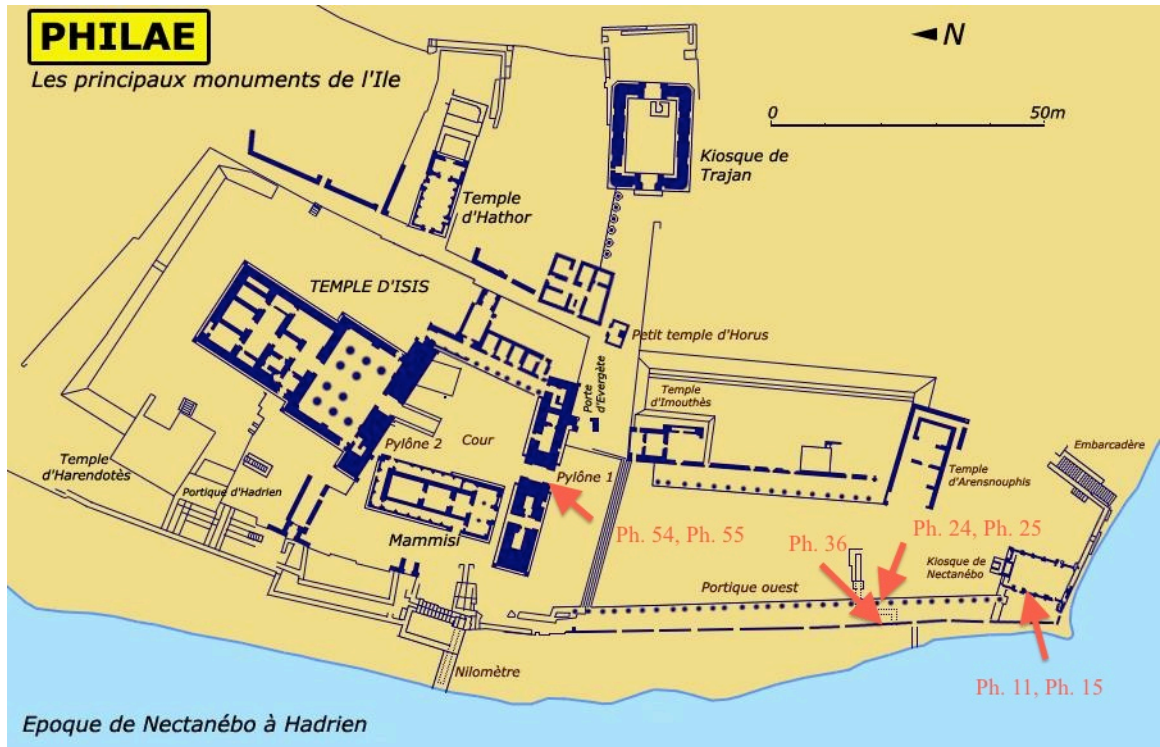 PHILAE
Les principaux monuments de l'Ile
N
0
50m
Kiosque de
Trajan
Temple
d'Hathor
TEMPLE D'ISIS
Petit temple d'Horus
Porte
d'Evergète
Temple
d'Imouthès
Embarcadère
Pylône 2
Cour
Temple
d'Harendotès
Portique d'Hadrien
Pylône 1
Temple
d'Arensnouphis
Mammisi
Ph. 54, Ph. 55
Ph. 36
Ph. 24, Ph. 25
Kiosque de
Nectanébo
Portique ouest
Nilomètre
Ph. 11, Ph. 15
Epoque de Nectanébo à Hadrien